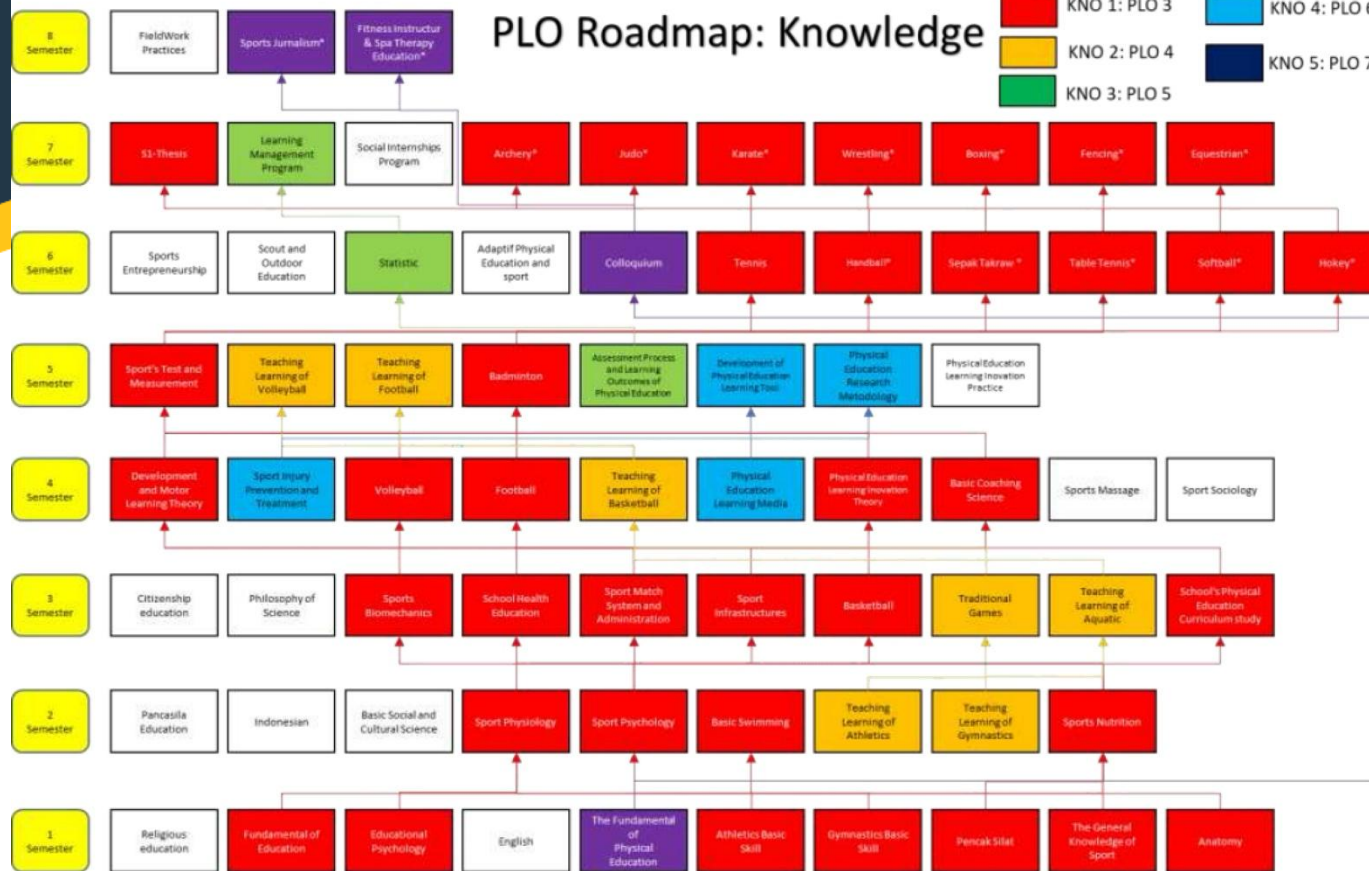 PLO Roadmap: Knowledge
KNO 1: PLO 3
KNO 4: PLO 6
KNO 2: PLO 4
KNO 5: PLO 7
KNO 3: PLO 5
8
Semester
FieldWork
Practices
Sports Jurnalism*
Fitness Instructur
& Spa Therapy
Education*
7
Semester
S1-Thesis
Learning
Management
Program
Social Internships
Program
Archery*
Judo*
Karate*
Wrestling*
Boxing*
Fencing*
Equestrian*
6
Semester
Sports
Entrepreneurship
Scout and
Outdoor
Education
Statistic
Adaptif Physical
Education and
sport
Colloquium
Tennis
Handball*
Sepak Takraw *
Table Tennis*
Softball*
Hokey*
5
Semester
Sport's Test and
Measurement
Teaching
Learning of
Volleyball
Teaching
Learning of
Football
Badminton
Assessment Process
and Learning
Outcomes of
Physical Education
Development of
Physical Education
Learning Tool
Physical
Education
Research
Metodology
Physical Education
Learning Inovation
Practice
4
Semester
Development
and Motor
Learning Theory
Sport Injury
Prevention and
Treatment
Volleyball
Football
Teaching
Learning of
Basketball
Physical
Education
Learning Media
Physical Education
Learning Inovation
Theory
Basic Coaching
Science
Sports Massage
Sport Sociology
3
Semester
Citizenship
education
Philosophy of
Science
Sports
Biomechanics
School Health
Education
Sport Match
System and
Administration
Sport
Infrastructures
Basketball
Traditional
Games
Teaching
Learning of
Aquatic
School's Physical
Education
Curriculum study
2
Semester
Pancasila
Education
Indonesian
Basic Social and
Cultural Science
Sport Physiology
Sport Psychology
Basic Swimming
Teaching
Learning of
Athletics
Teaching
Learning of
Gymnastics
Sports Nutrition
1
Semester
Religious
education
Fundamental of
Education
Educational
Psychology
English
The Fundamental
of
Physical
Education
Athletics Basic
Skill
Gymnastics Basic
Skill
Pencak Silat
The General
Knowledge of
Sport
Anatomy